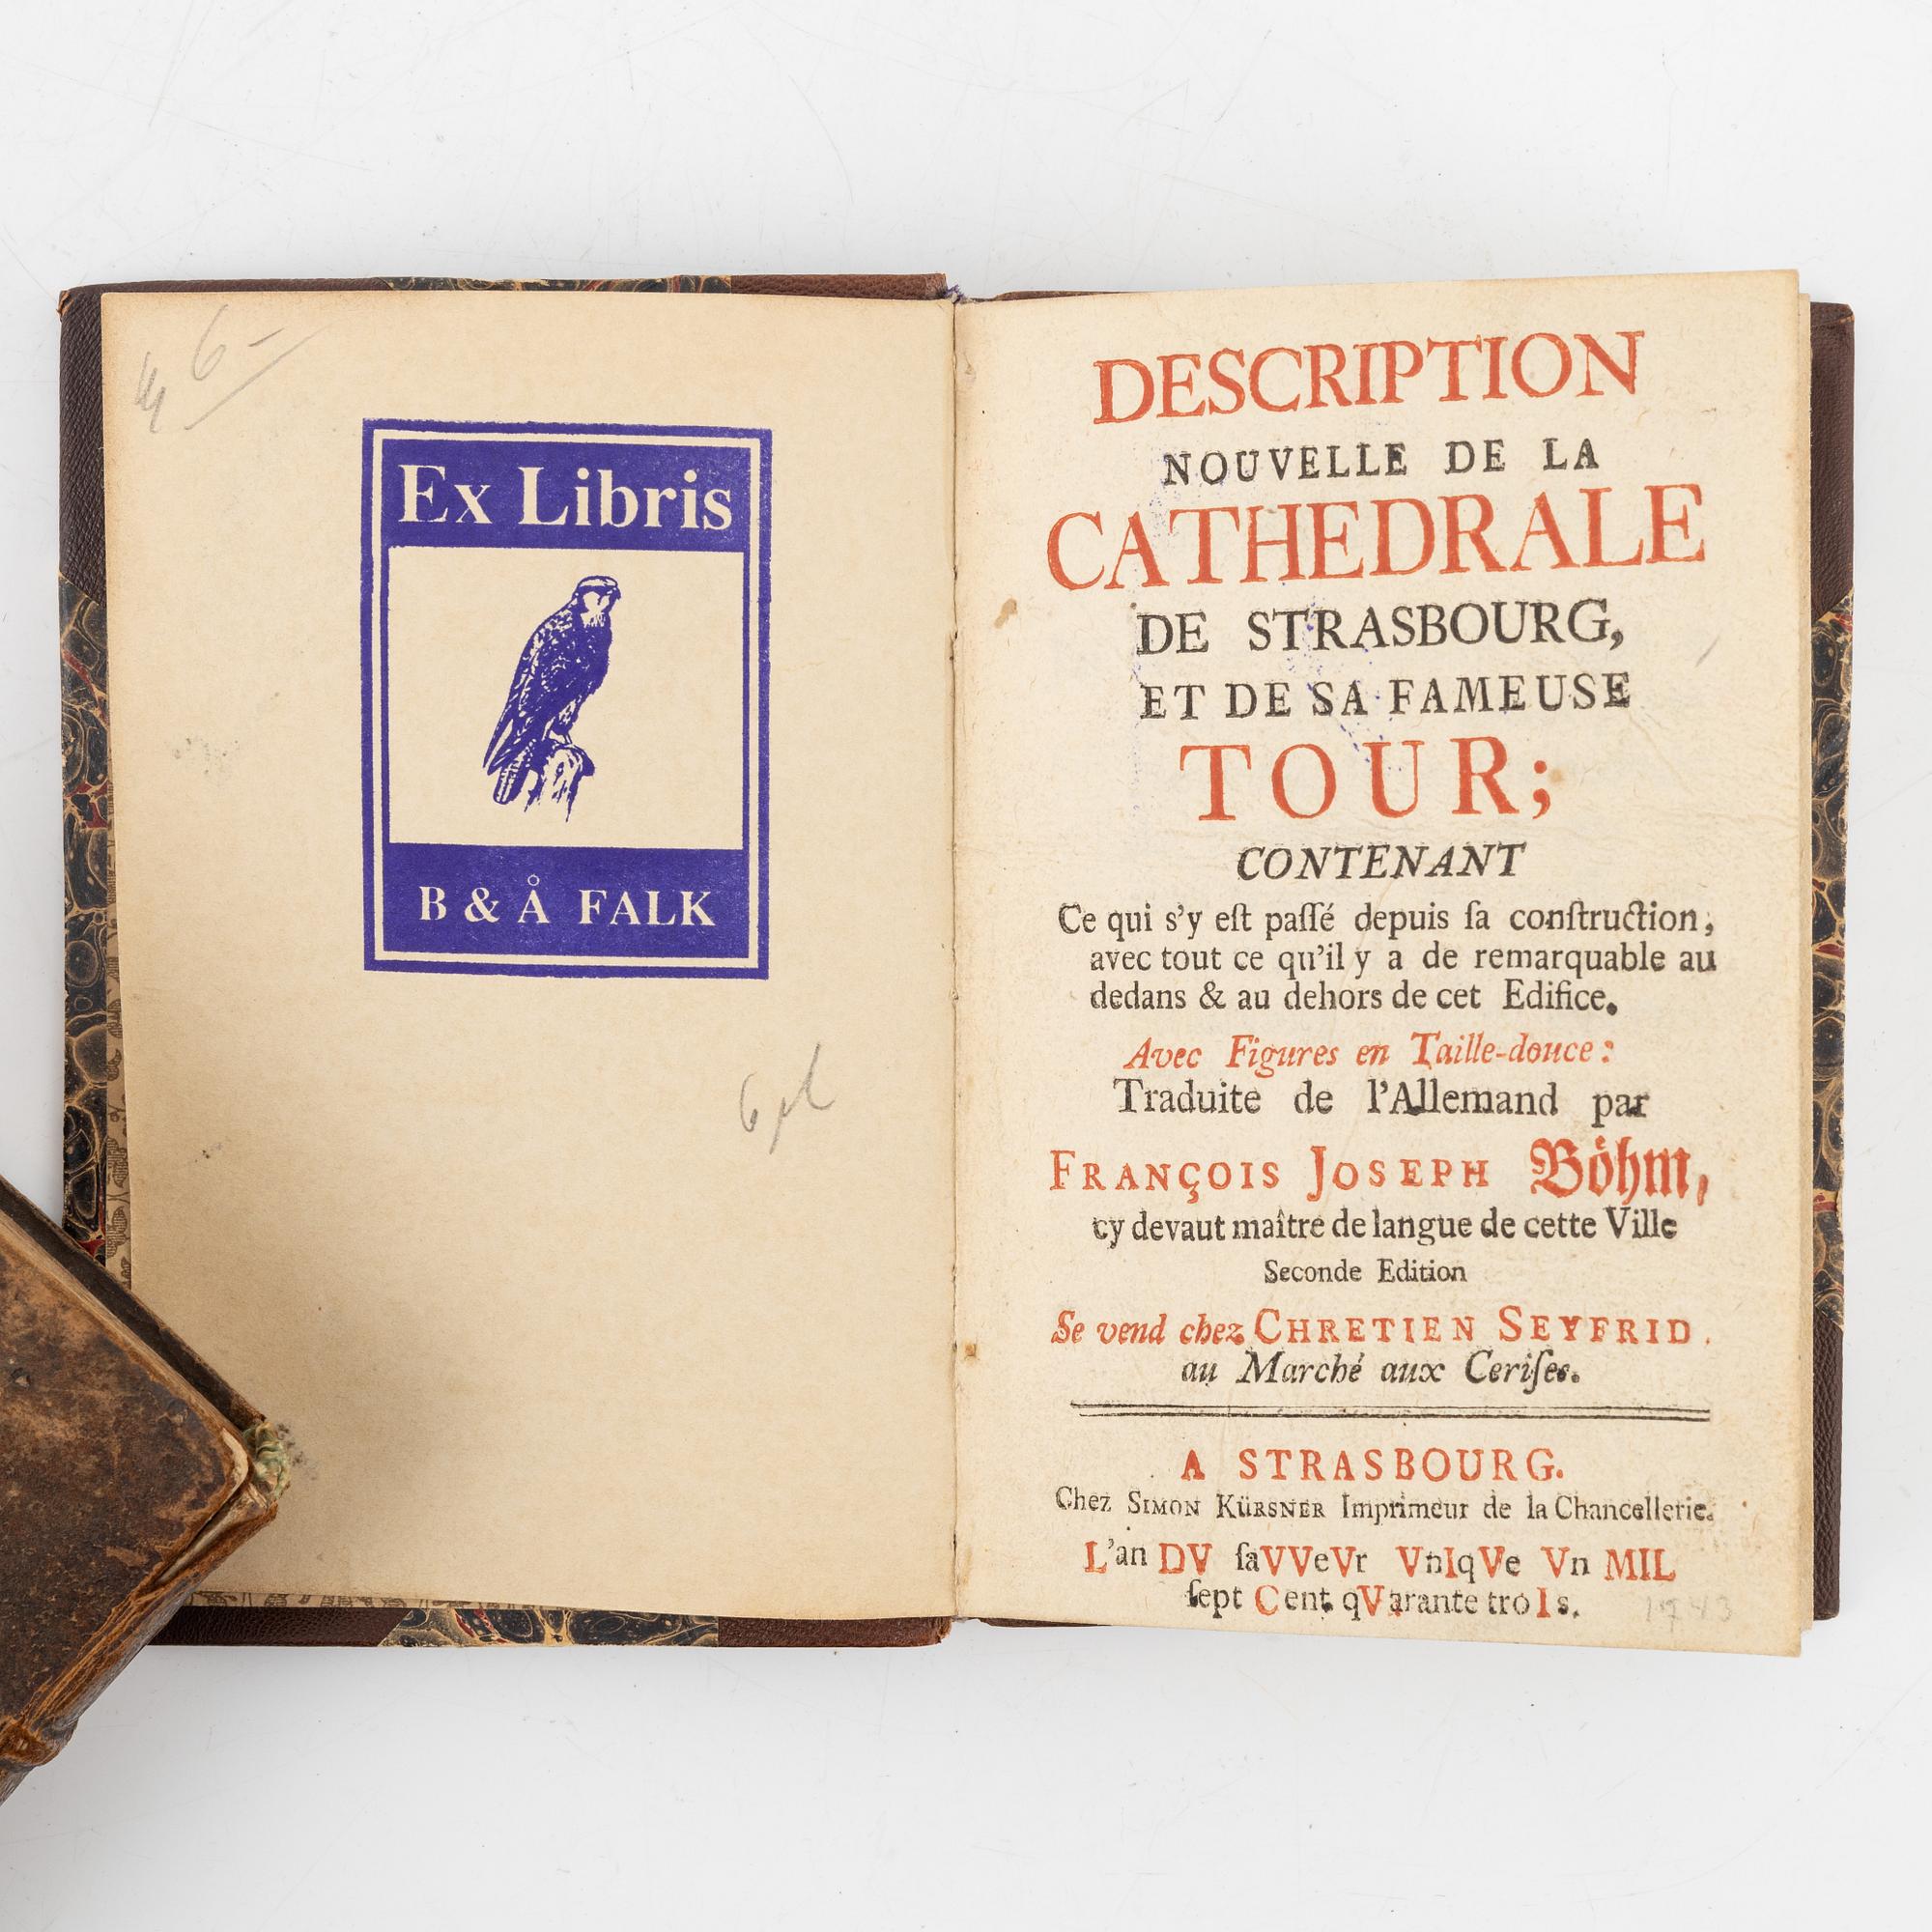 6-
Ex Libris
B & Å FALK
DESCRIPTION
NOUVELLE DE LA
CATHEDRALE
DE STRASBOURG,
ET DE SA FAMEUSE
TOUR;
CONTENANT
Ce qui s'y eſt paſſé depuis ſa conſtruction,
avec tout ce qu'il y a de remarquable au
dedans & au dehors de cet Edifice.
Avec Figures en Taille-douce:
Traduite de l'Allemand par
FRANÇOIS JOSEPH Böhm,
cy devaut maître de langue de cette Ville
Seconde Edition
Se vend chez CHRETIEN SEYFRID.
au Marché aux Ceriſes.
A STRASBOURG.
Chez SIMON KÜRSNER Imprimeur de la Chancellerie.
L'an DV ſaVVeVr VnIqVe Vn MIL
ſept Cent qVarante troIs.
1743